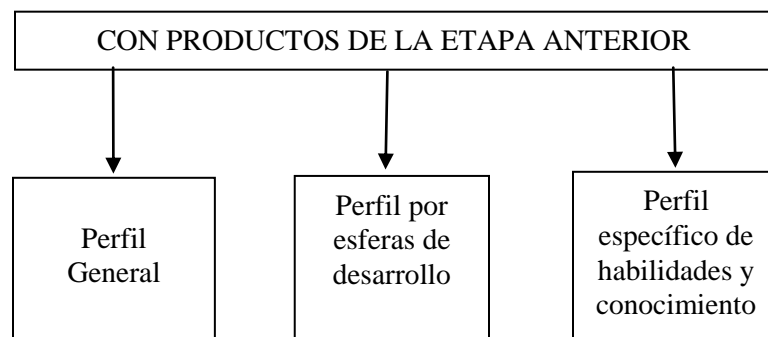 CON PRODUCTOS DE LA ETAPA ANTERIOR
Perfil
General
Perfil por
esferas de
desarrollo
Perfil
específico de
habilidades y
conocimiento